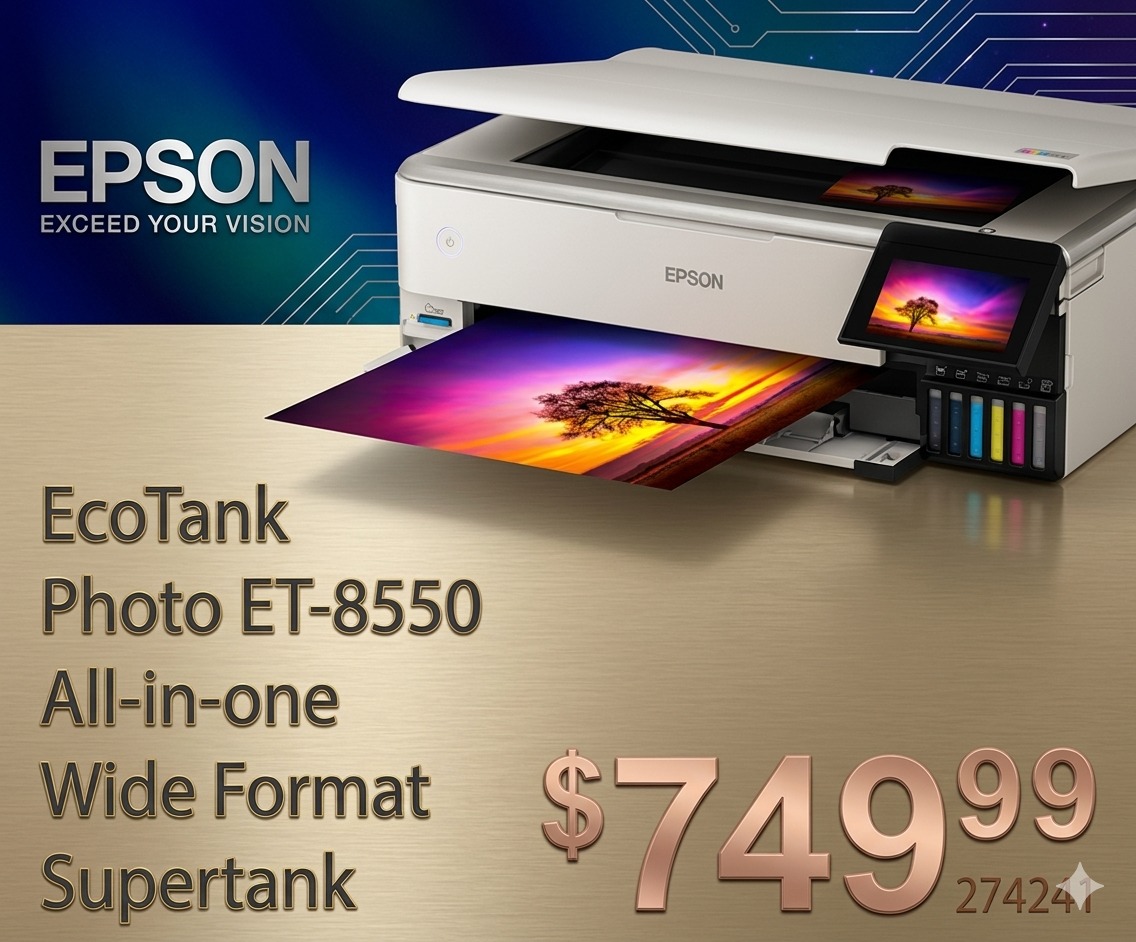 EPSON
EXCEED YOUR VISION
EPSON
EcoTank
Photo ET-8550
All-in-one
Wide Format
Supertank
$749.99
274241